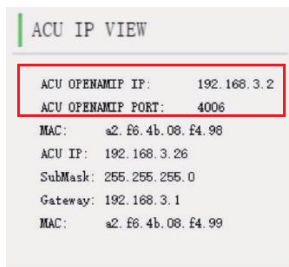 ACU IP VIEW
ACU OPENAMIP IP: 192.168.3.2
ACU OPENAMIP PORT: 4006
MAC: a2.f6.4b.08.f4.98
ACU IP: 192.168.3.26
SubMask: 255.255.255.0
Gateway: 192.168.3.1
MAC: a2.f6.4b.08.f4.99